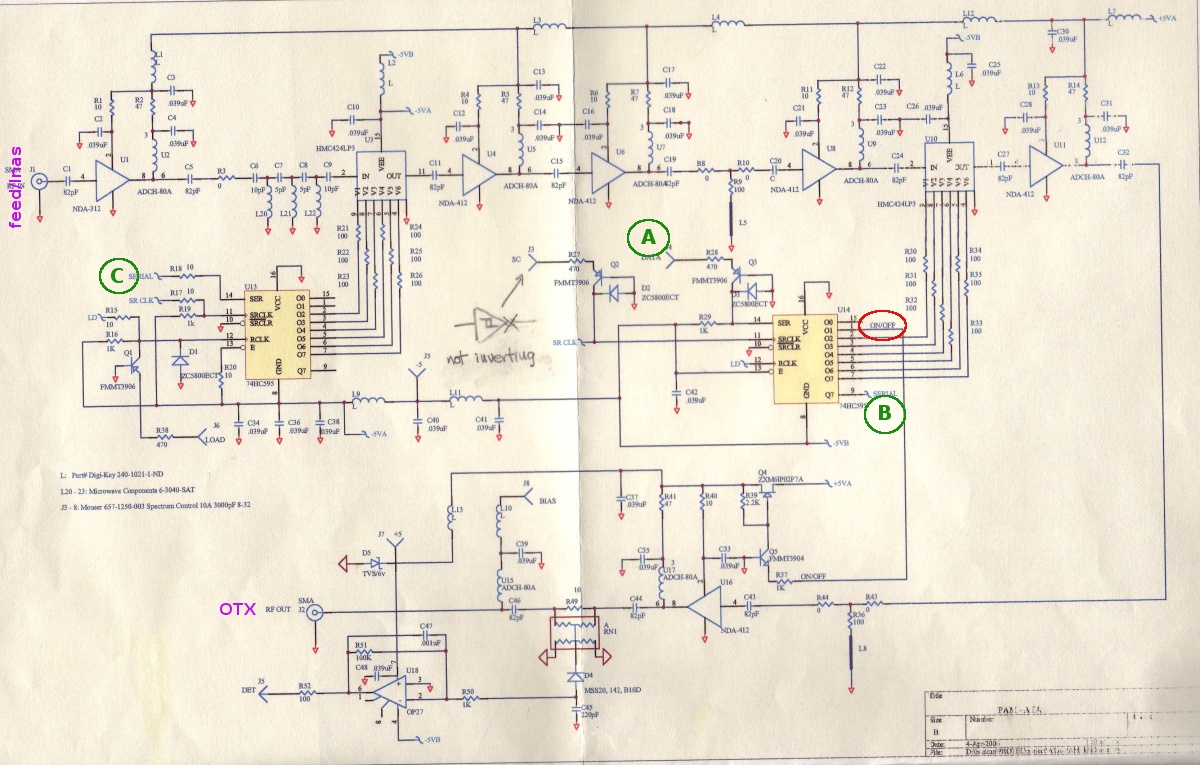 feed/lnas
SMA
J1
C1
82pF
C2
.039uF
R1
10
L1
L
R2
47
C3
.039uF
C4
.039uF
U2
U1
NDA-312
ADCH-80A
C5
82pF
R3
0
C6
10pF
C7
5pF
C8
5pF
C9
10pF
L20
L21
L22
C10
.039uF
L2
L
-5VB
-5VA
U3
HMC424LP3
VEE
IN
OUT
V1
V2
V3
V4
V5
V6
R21
100
R22
100
R23
100
R24
100
R25
100
R26
100
C11
82pF
C12
.039uF
R4
10
R5
47
C13
.039uF
C14
.039uF
U5
U4
NDA-412
ADCH-80A
C15
82pF
L3
L
C16
.039uF
R6
10
R7
47
C17
.039uF
C18
.039uF
U7
U6
NDA-412
ADCH-80A
C19
82pF
R8
0
R9
100
L5
R10
0
C20
C
L4
L
C21
.039uF
R11
10
R12
47
C22
.039uF
C23
.039uF
U9
U8
NDA-412
ADCH-80A
C24
82pF
C26
.039uF
L12
L
-5VB
L6
L
C25
.039uF
U10
VEE
IN
OUT
HMC424LP3
V1
V2
V3
V4
V5
V6
R30
100
R31
100
R32
100
R34
100
R35
100
R33
100
C27
82pF
C28
.039uF
R13
10
R14
47
C30
.039uF
L7
L
+5VA
C31
.039uF
U12
U11
NDA-412
ADCH-80A
C32
82pF
C
SERIAL
R18 10
SR CLK
R17 10
LD
R15
10
R19
1k
R16
1K
Q1
FMMT3906
D1
ZC5800ECT
R20
10
U13
SER
SRCLK
SRCLR
RCLK
E
VCC
GND
O0
O1
O2
O3
O4
O5
O6
O7
Q7
74HC595
R38
470
J6
LOAD
C34
.039uF
C36
.039uF
C38
.039uF
L9
L
-5VA
J5
-5
C40
.039uF
L11
L
C41
.039uF
not inverting
J3
SC
R27
470
Q2
FMMT3906
D2
ZC5800ECT
A
DATA
R28
470
Q3
FMMT3906
ZC5800ECT
R29
1K
SR CLK
LD
C42
.039uF
U14
SER
SRCLK
SRCLR
RCLK
E
VCC
GND
O0
O1
O2
O3
O4
O5
O6
O7
Q7
ON/OFF
SERIAL
B
-5VB
L: Part# Digi-Key 240-1021-1-ND
L20 - 23: Microwave Components 6-3040-SAT
J3 - 8: Mouser 657-1250-003 Spectrum Control 10A 3000pF 8-32
L13
L
L10
L
J8
BIAS
C37
.039uF
R41
47
R40
10
R39
2.2K
Q4
ZXM61P02F7A
+5VA
J7
+5
D5
TVS/6v
C39
.039uF
U15
ADCH-80A
C35
.039uF
U17
ADCH-80A
C33
.039uF
Q5
FMMT3904
R37
1K
ON/OFF
OTX
RF OUT
SMA
J2
C46
82pF
10
R49
A
RN1
C44
82pF
U16
NDA-412
C43
82pF
R44
0
R36
100
L8
R43
0
C47
.001uF
R51
100K
C48
.039uF
U18
OP27
DET
J5
R52
100
R50
1K
D4
MSS20, 142, B10D
C45
220pF
-5VB
Title
PAM-ATA
Size
B
Number
Date:
File: